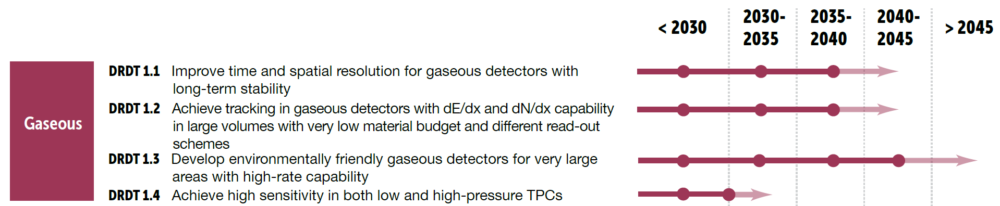 < 2030
2030-
2035
2035-
2040
2040-
2045
> 2045
Gaseous
DRDT 1.1 Improve time and spatial resolution for gaseous detectors with
long-term stability
DRDT 1.2 Achieve tracking in gaseous detectors with dE/dx and dN/dx capability
in large volumes with very low material budget and different read-out
schemes
DRDT 1.3 Develop environmentally friendly gaseous detectors for very large
areas with high-rate capability
DRDT 1.4 Achieve high sensitivity in both low and high-pressure TPCs